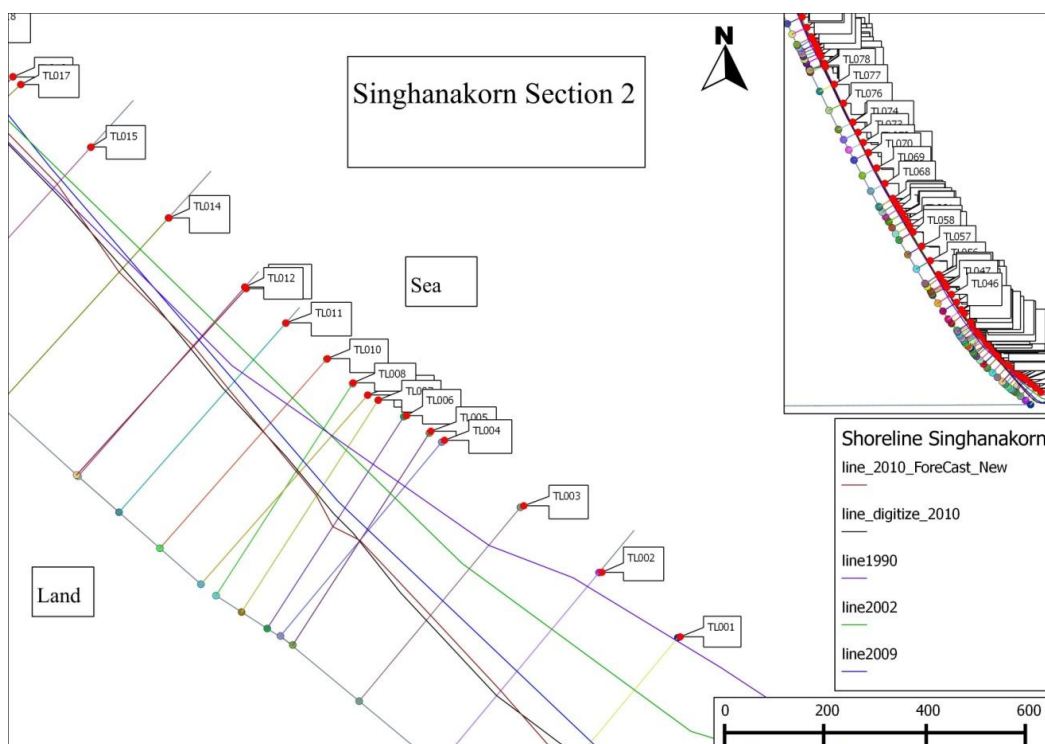 8
TL017
TL015
TL014
TL012
TL011
TL010
TL008
TL006
TL005
TL004
TL003
TL002
TL001
Singhanakorn Section 2
N
Sea
Land
TL078
TL077
TL076
TL074
TL070
TL069
TL068
TL058
TL057
TL047
TL046
Shoreline Singhanakorn
line_2010_ForeCast_New
line_digitize_2010
line1990
line2002
line2009
0 200 400 600